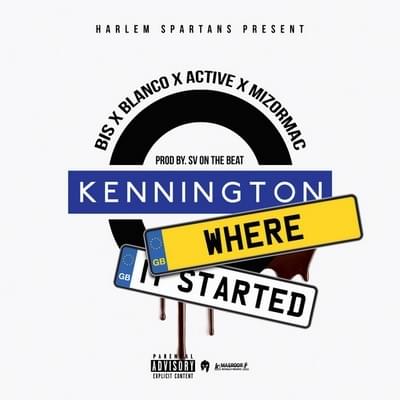 HARLEM SPARTANS PRESENT
BIS X BLANCO X ACTIVE X MIZORMAC
PROD BY. SV ON THE BEAT
KENNINGTON
GB WHERE
GB IT STARTED
PARENTAL
ADVISORY
EXPLICIT CONTENT